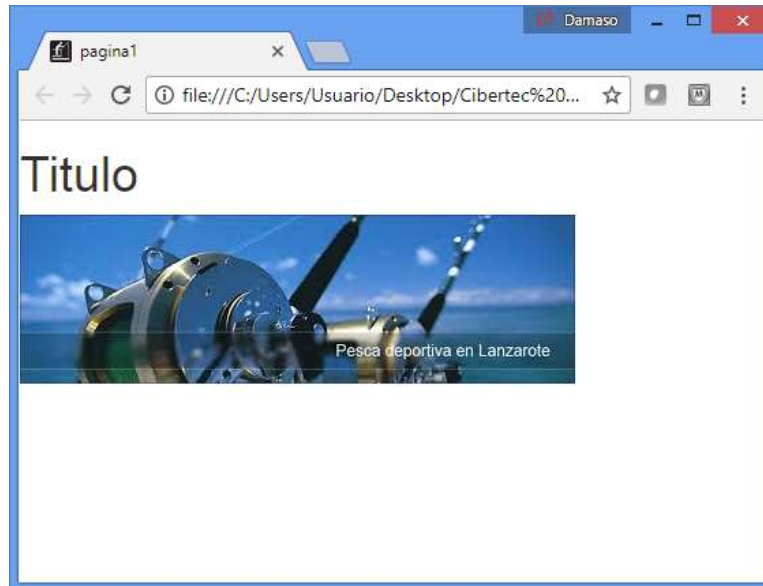 Damaso
pagina1
file:///C:/Users/Usuario/Desktop/Cibertec%20...
Titulo
Pesca deportiva en Lanzarote